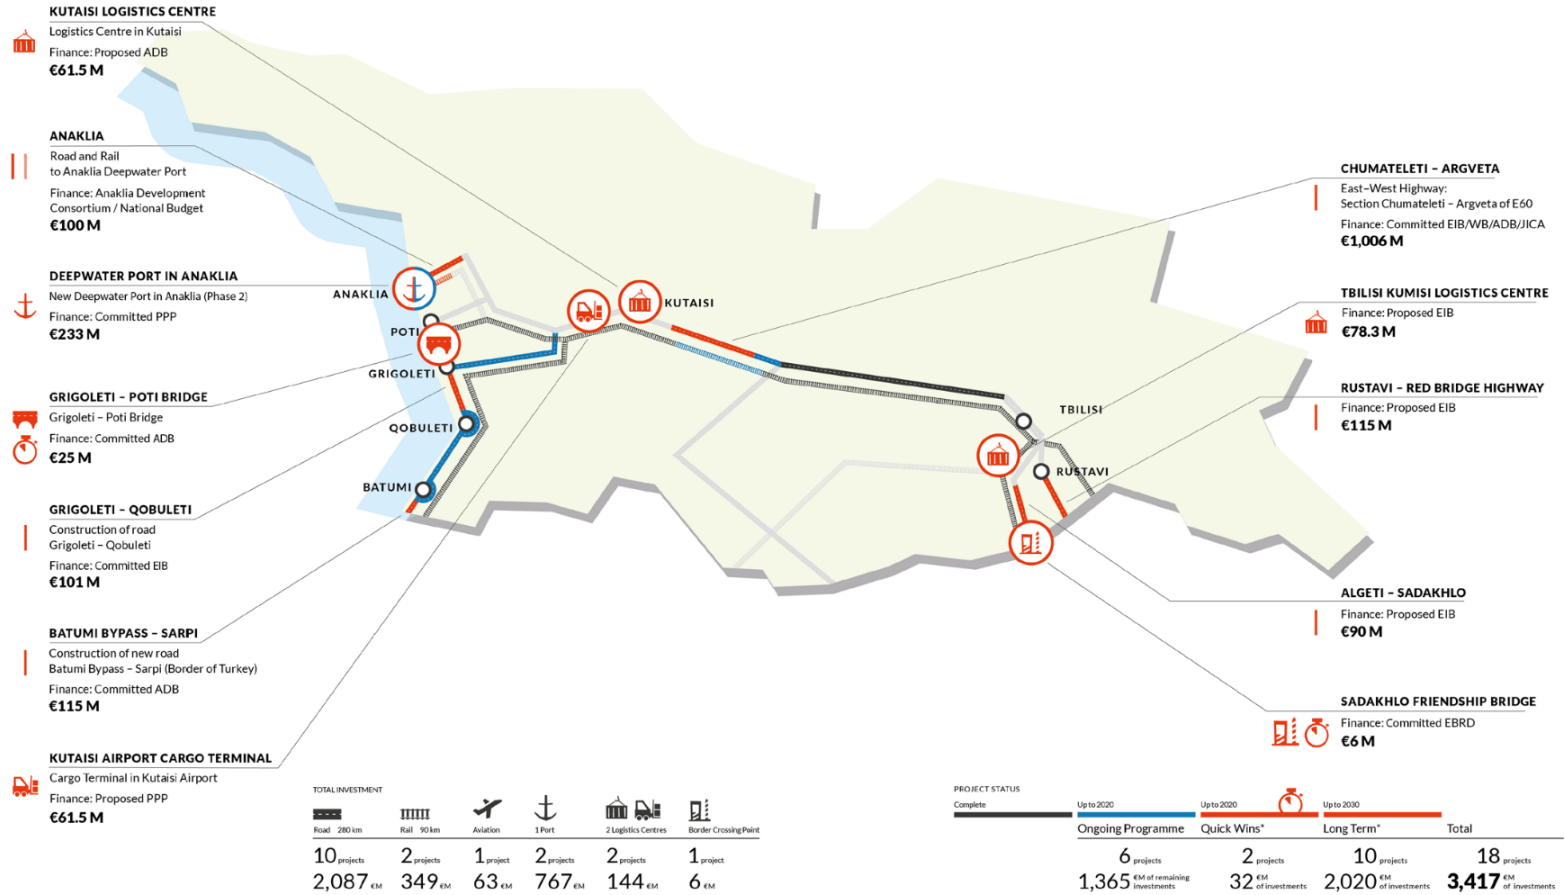 KUTAISI LOGISTICS CENTRE
Logistics Centre in Kutaisi
Finance: Proposed ADB
€61.5 M
ANAKLIA
Road and Rail
to Anaklia Deepwater Port
Finance: Anaklia Development
Consortium / National Budget
€100 M
DEEPWATER PORT IN ANAKLIA
New Deepwater Port in Anaklia (Phase 2)
Finance: Committed PPP
€233 M
GRIGOLETI – POTI BRIDGE
Grigoleti – Poti Bridge
Finance: Committed ADB
€25 M
GRIGOLETI – QOBULETI
Construction of road
Grigoleti – Qobuleti
Finance: Committed EIB
€101 M
BATUMI BYPASS – SARPI
Construction of new road
Batumi Bypass – Sarpi (Border of Turkey)
Finance: Committed ADB
€115 M
KUTAISI AIRPORT CARGO TERMINAL
Cargo Terminal in Kutaisi Airport
Finance: Proposed PPP
€61.5 M
ANAKLIA
POTI
GRIGOLETI
QOBULETI
BATUMI
KUTAISI
TBILISI
RUSTAVI
CHUMATELETI – ARGVETA
East–West Highway:
Section Chumateleti – Argveta of E60
Finance: Committed EIB/WB/ADB/JICA
€1,006 M
TBILISI KUMISI LOGISTICS CENTRE
Finance: Proposed EIB
€78.3 M
RUSTAVI – RED BRIDGE HIGHWAY
Finance: Proposed EIB
€115 M
ALGETI – SADAKHLO
Finance: Proposed EIB
€90 M
SADAKHLO FRIENDSHIP BRIDGE
Finance: Committed EBRD
€6 M
TOTAL INVESTMENT
Road 280 km Rail 90 km Aviation 1 Port 2 Logistics Centres Border Crossing Point
10 projects 2 projects 1 project 2 projects 2 projects 1 project
2,087 €M 349 €M 63 €M 767 €M 144 €M 6 €M
PROJECT STATUS
Complete Up to 2020 Up to 2020 Up to 2030
Ongoing Programme Quick Wins* Long Term* Total
6 projects 2 projects 10 projects 18 projects
1,365 €M of remaining investments 32 €M of investments 2,020 €M of investments 3,417 €M of investments